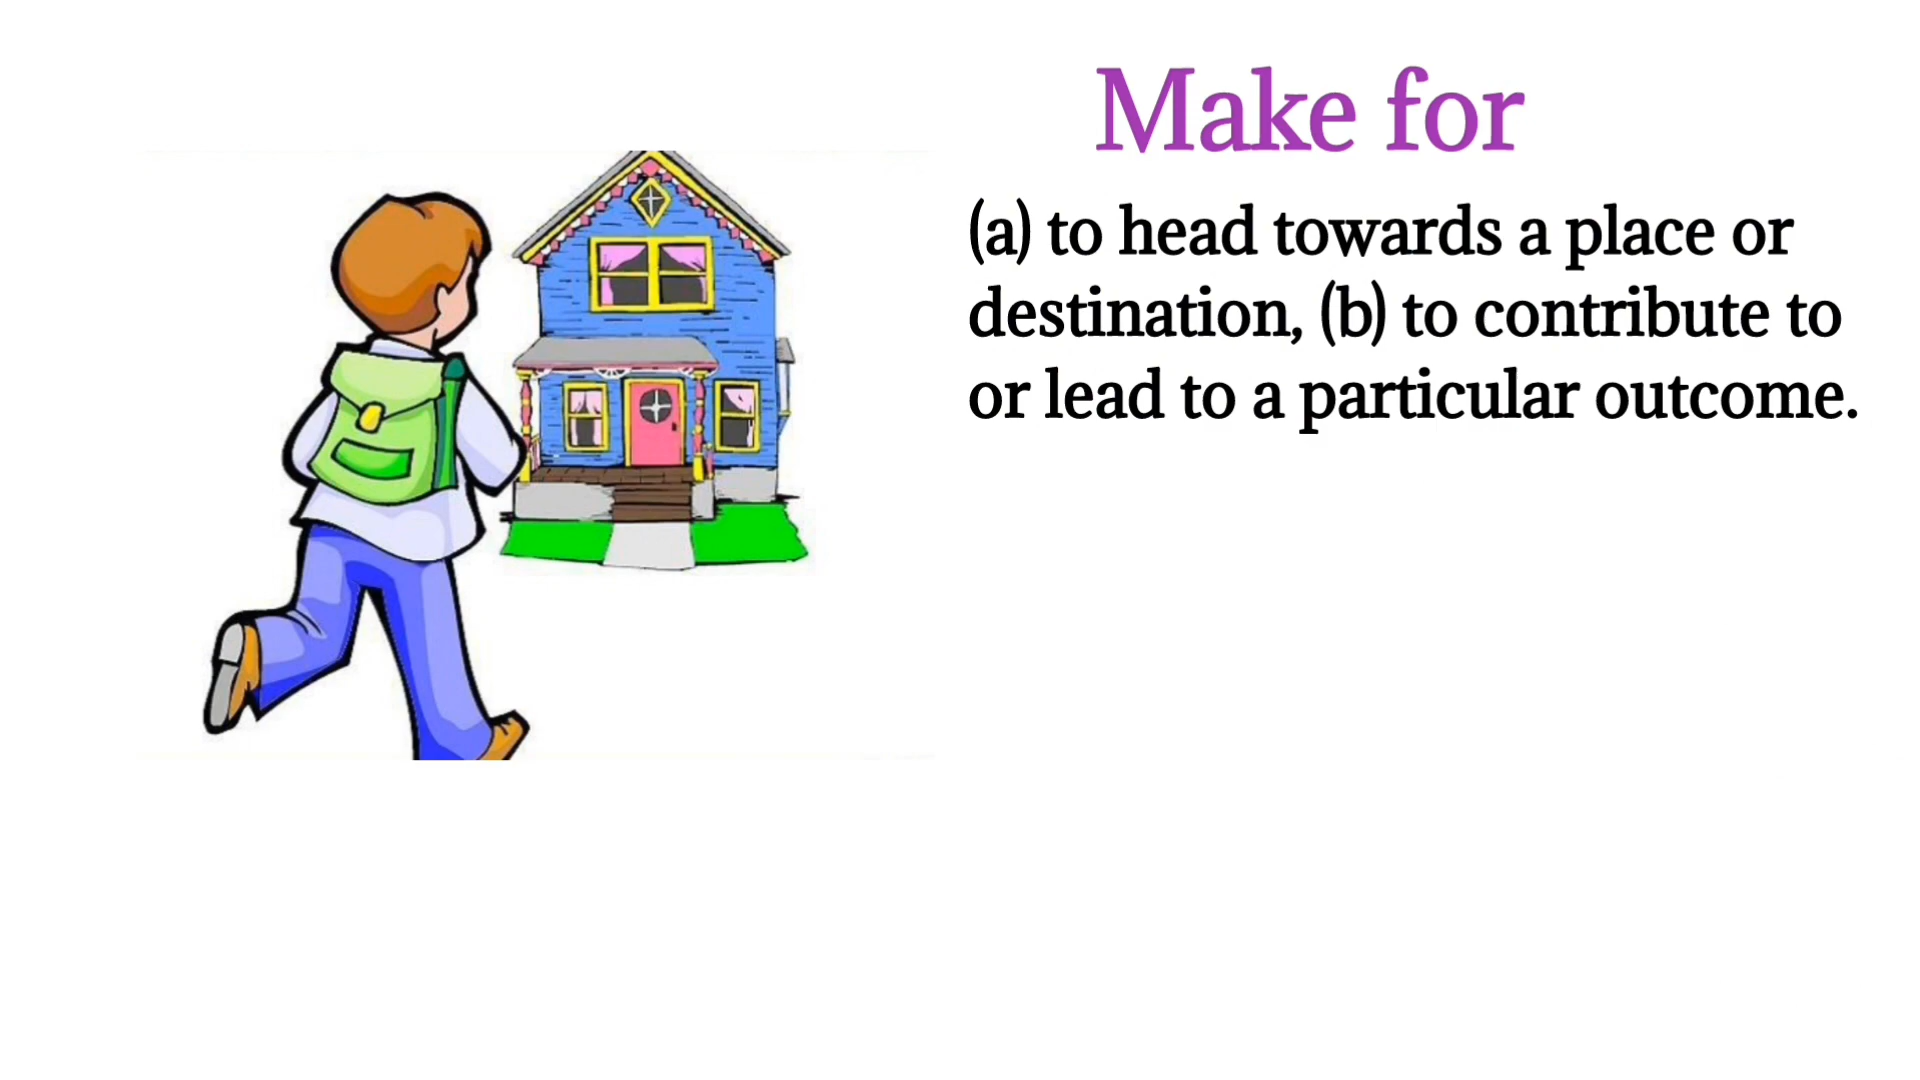 Make for
(a) to head towards a place or
destination, (b) to contribute to
or lead to a particular outcome.